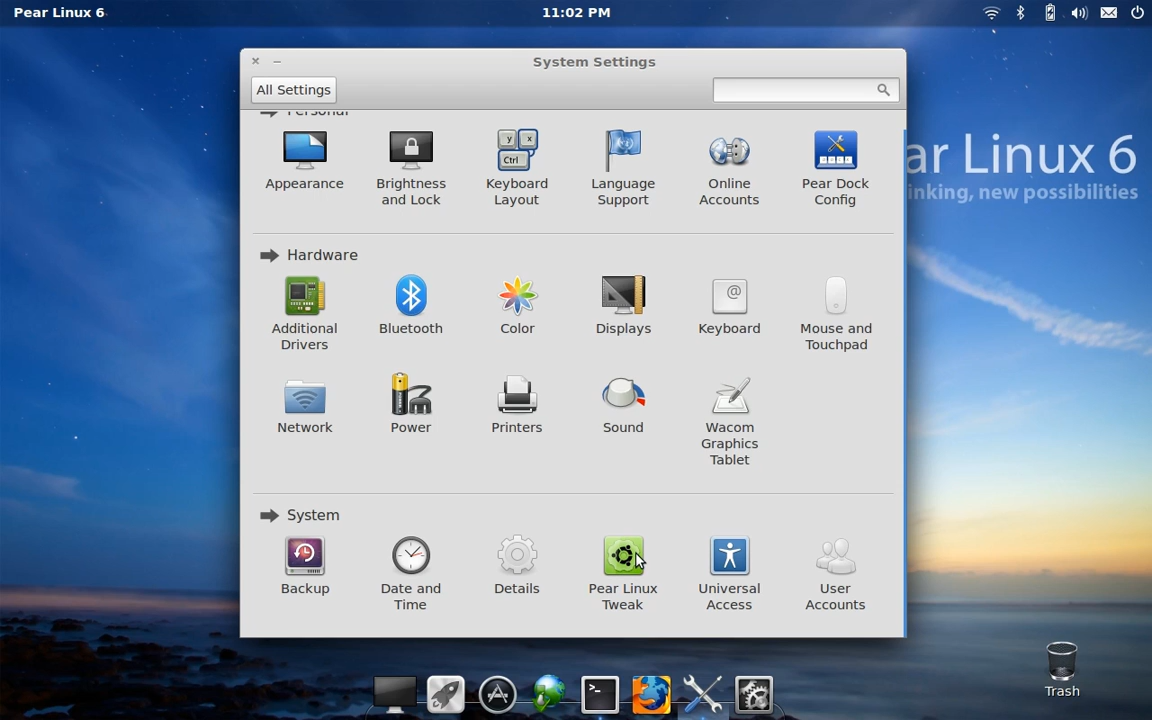 Pear Linux 6
11:02 PM
System Settings
All Settings
Personal
Appearance
Brightness
and Lock
Keyboard
Layout
Language
Support
Online
Accounts
Pear Dock
Config
ar Linux 6
inking, new possibilities
Hardware
Additional
Drivers
Bluetooth
Color
Displays
Keyboard
Mouse and
Touchpad
Network
Power
Printers
Sound
Wacom
Graphics
Tablet
System
Backup
Date and
Time
Details
Pear Linux
Tweak
Universal
Access
User
Accounts
Trash
y
x
Ctrl
@
>_